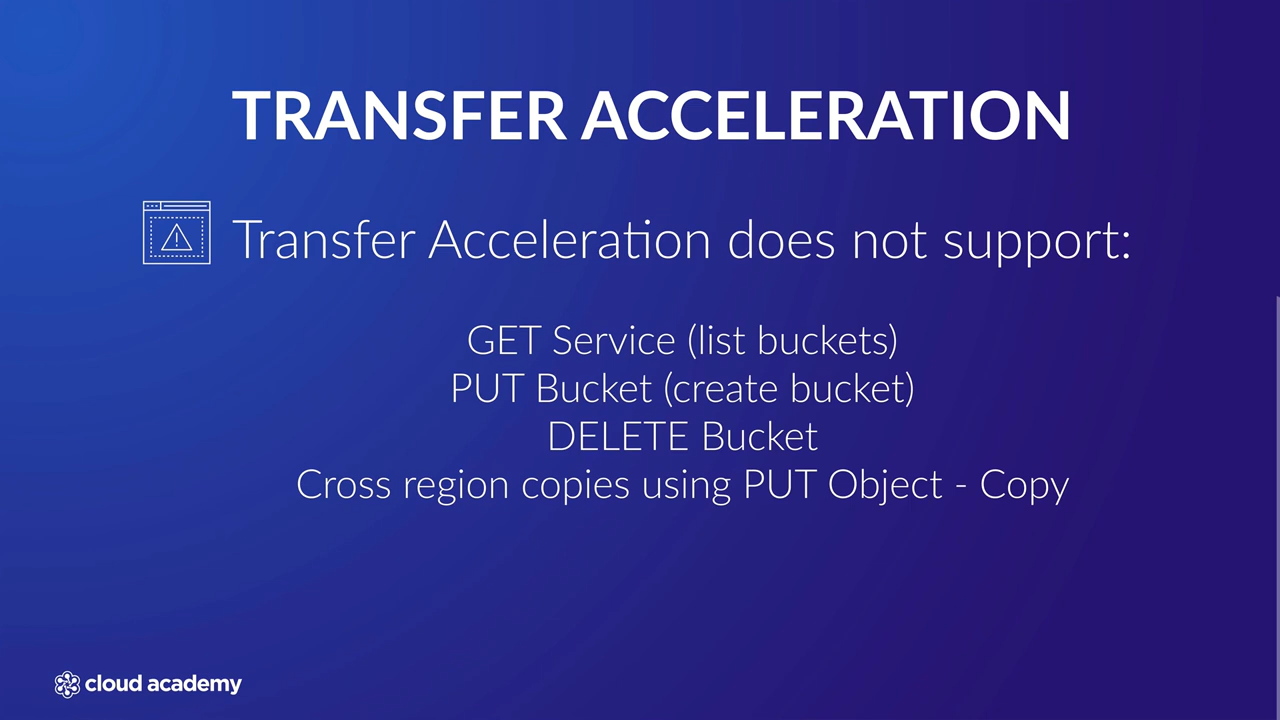 TRANSFER ACCELERATION
Transfer Acceleration does not support:
GET Service (list buckets)
PUT Bucket (create bucket)
DELETE Bucket
Cross region copies using PUT Object - Copy
cloud academy